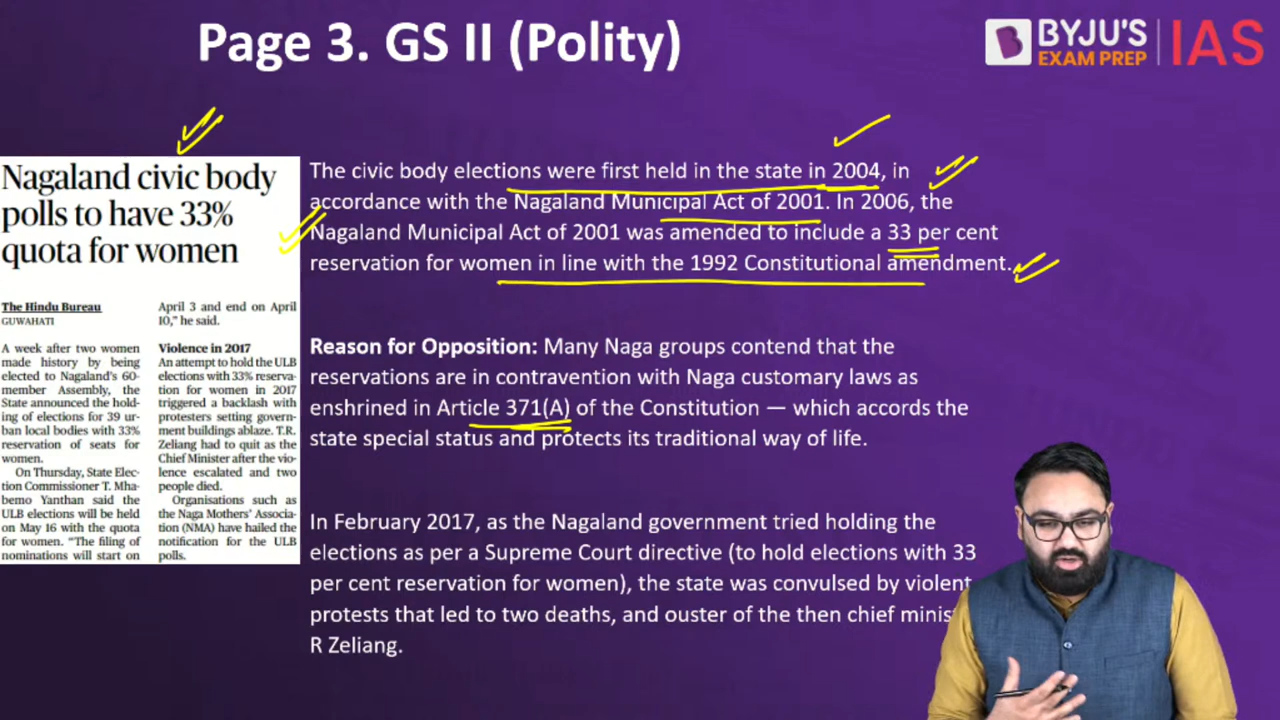 Page 3. GS II (Polity)
BYJU'S
EXAM PREP
IAS
Nagaland civic body
polls to have 33%
quota for women
The Hindu Bureau
GUWAHATI
A week after two women
made history by being
elected to Nagaland's 60-
member Assembly, the
State announced the hold-
ing of elections for 39 ur-
ban local bodies with 33%
reservation of seats for
women.
On Thursday, State Elec-
tion Commissioner T. Mha-
bemo Yanthan said the
ULB elections will be held
on May 16 with the quota
for women. “The filing of
nominations will start on
April 3 and end on April
10,” he said.
Violence in 2017
An attempt to hold the ULB
elections with 33% reserva-
tion for women in 2017
triggered a backlash with
protesters setting govern-
ment buildings ablaze. T.R.
Zeliang had to quit as the
Chief Minister after the vio-
lence escalated and two
people died.
Organisations such as
the Naga Mothers' Associa-
tion (NMA) have hailed the
notification for the ULB
polls.
The civic body elections were first held in the state in 2004, in
accordance with the Nagaland Municipal Act of 2001. In 2006, the
Nagaland Municipal Act of 2001 was amended to include a 33 per cent
reservation for women in line with the 1992 Constitutional amendment.
Reason for Opposition: Many Naga groups contend that the
reservations are in contravention with Naga customary laws as
enshrined in Article 371(A) of the Constitution — which accords the
state special status and protects its traditional way of life.
In February 2017, as the Nagaland government tried holding the
elections as per a Supreme Court directive (to hold elections with 33
per cent reservation for women), the state was convulsed by violent
protests that led to two deaths, and ouster of the then chief minis
R Zeliang.